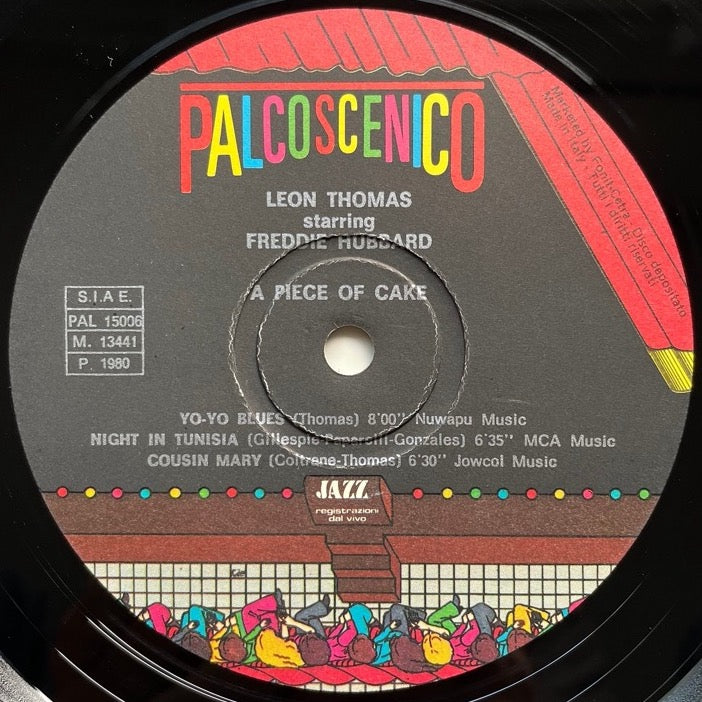 PALCOSCENICO
LEON THOMAS
starring
FREDDIE HUBBARD
A PIECE OF CAKE
S.I.A E.
PAL 15006
M. 13441
P. 1980
YO-YO BLUES (Thomas) 8'00" Nuwapu Music
NIGHT IN TUNISIA (Gillespie-Paparelli-Gonzales) 6'35" MCA Music
COUSIN MARY (Coltrene-Thomas) 6'30" Jowcol Music
JAZZ
registrazioni
dal vivo
Marketed by Fonit-Cetra - Disco depositato
Made in Italy - Tutti i diritti riservati